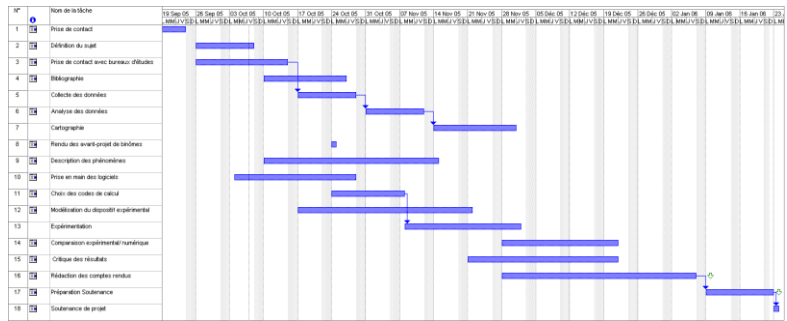 N° Nom de la tâche 19 Sep 05 26 Sep 05 03 Oct 05 10 Oct 05 17 Oct 05 24 Oct 05 31 Oct 05 07 Nov 05 14 Nov 05 21 Nov 05 28 Nov 05 05 Déc 05 12 Déc 05 19 Déc 05 26 Déc 05 02 Jan 06 09 Jan 06 16 Jan 06 23 J
L M M J V S D L M M J V S D L M M J V S D L M M J V S D L M M J V S D L M M J V S D L M M J V S D L M M J V S D L M M J V S D L M M J V S D L M M J V S D L M M J V S D L M M J V S D L M M J V S D L M M J V S D L M M J V S D L M M J V S D L M M J V S D L M
1 Prise de contact
2 Définition du sujet
3 Prise de contact avec bureaux d'études
4 Bibliographie
5 Collecte des données
6 Analyse des données
7 Cartographie
8 Rendu des avant-projet de binômes
9 Description des phénomènes
10 Prise en main des logiciels
11 Choix des codes de calcul
12 Modélisation du dispositif expérimental
13 Expérimentation
14 Comparaison expérimental/ numérique
15 Critique des résultats
16 Rédaction des comptes rendus
17 Préparation Soutenance
18 Soutenance de projet